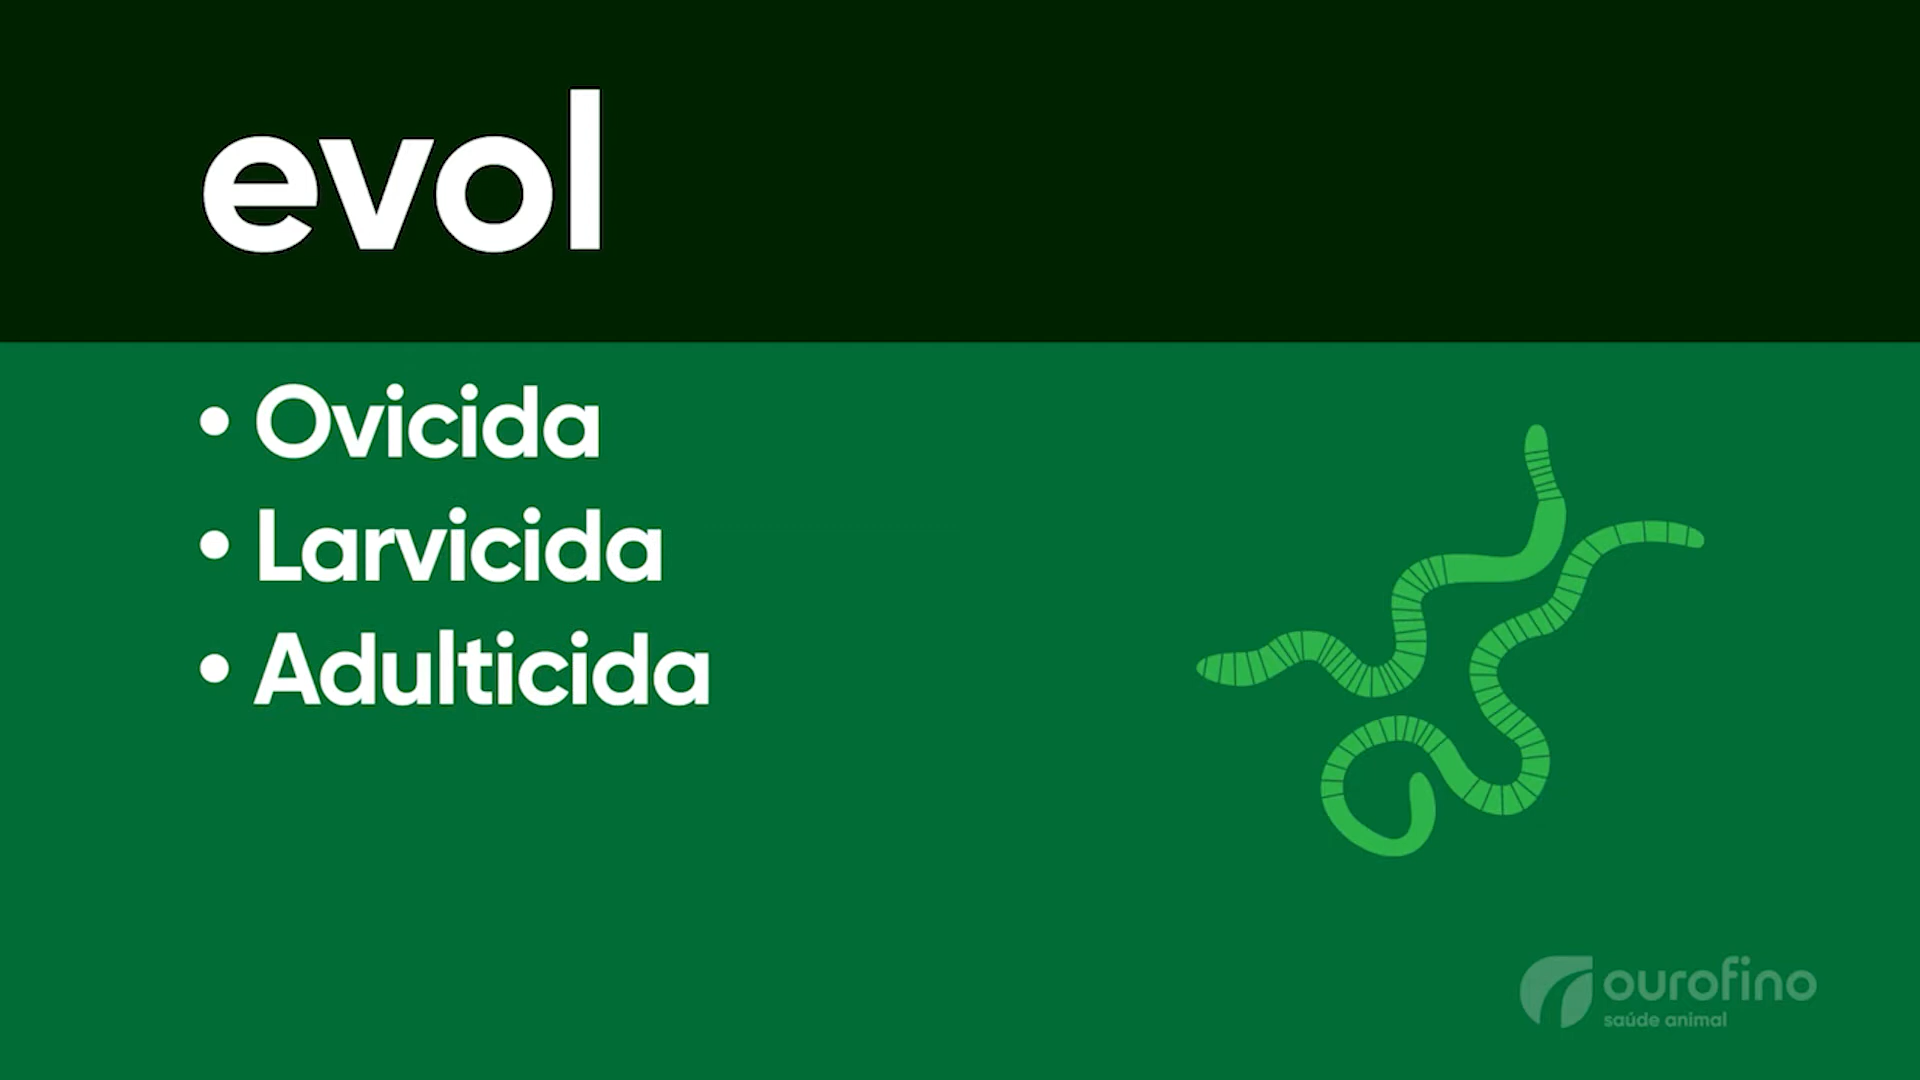 evol
• Ovicida
• Larvicida
• Adulticida
ourofino
saúde animal